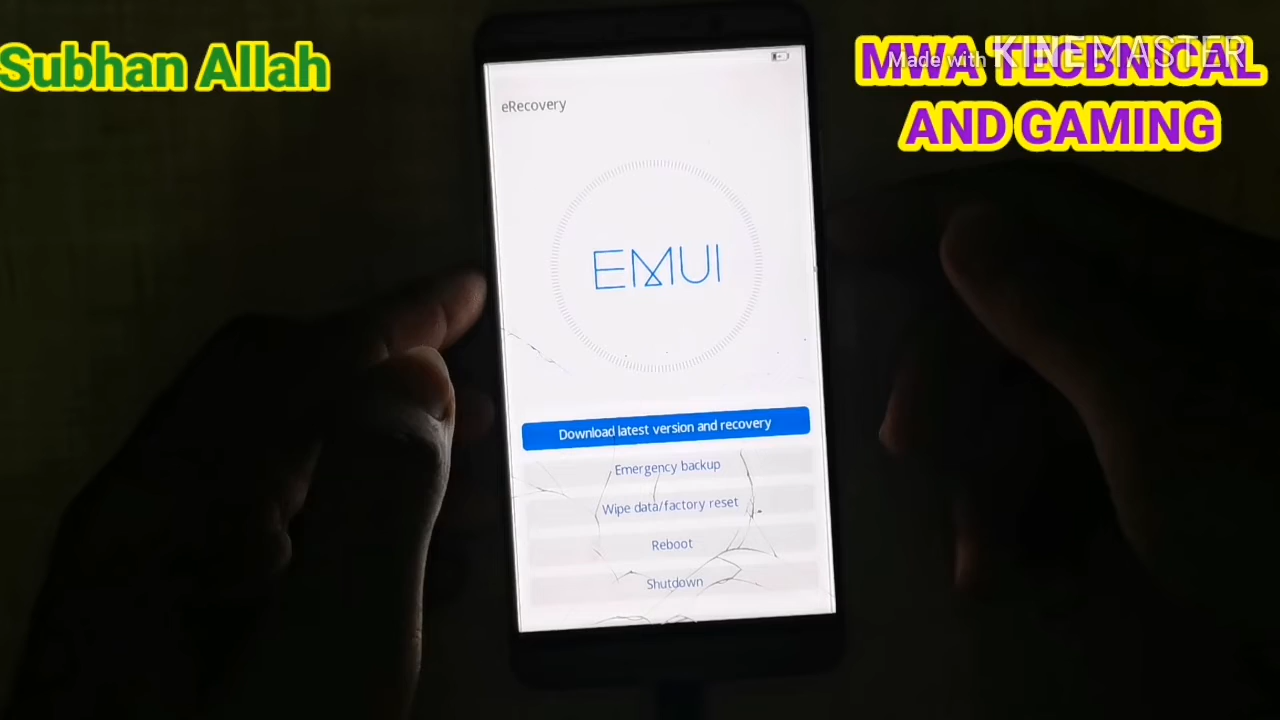 Subhan Allah
Made with KINEMASTER
MWA TECBNICAL
AND GAMING
eRecovery
EMUI
Download latest version and recovery
Emergency backup
Wipe data/factory reset
Reboot
Shutdown